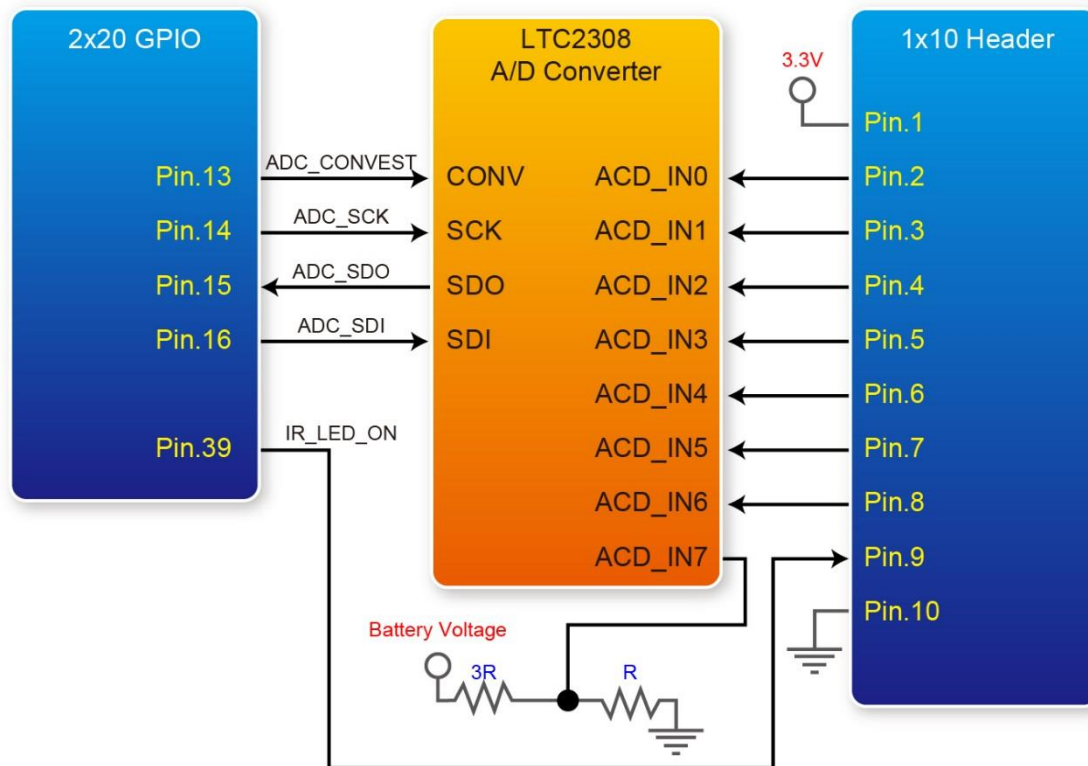 2x20 GPIO
Pin.13
Pin.14
Pin.15
Pin.16
Pin.39
ADC_CONVEST
ADC_SCK
ADC_SDO
ADC_SDI
IR_LED_ON
LTC2308
A/D Converter
CONV
SCK
SDO
SDI
ACD_IN0
ACD_IN1
ACD_IN2
ACD_IN3
ACD_IN4
ACD_IN5
ACD_IN6
ACD_IN7
3.3V
1x10 Header
Pin.1
Pin.2
Pin.3
Pin.4
Pin.5
Pin.6
Pin.7
Pin.8
Pin.9
Pin.10
Battery Voltage
3R
R